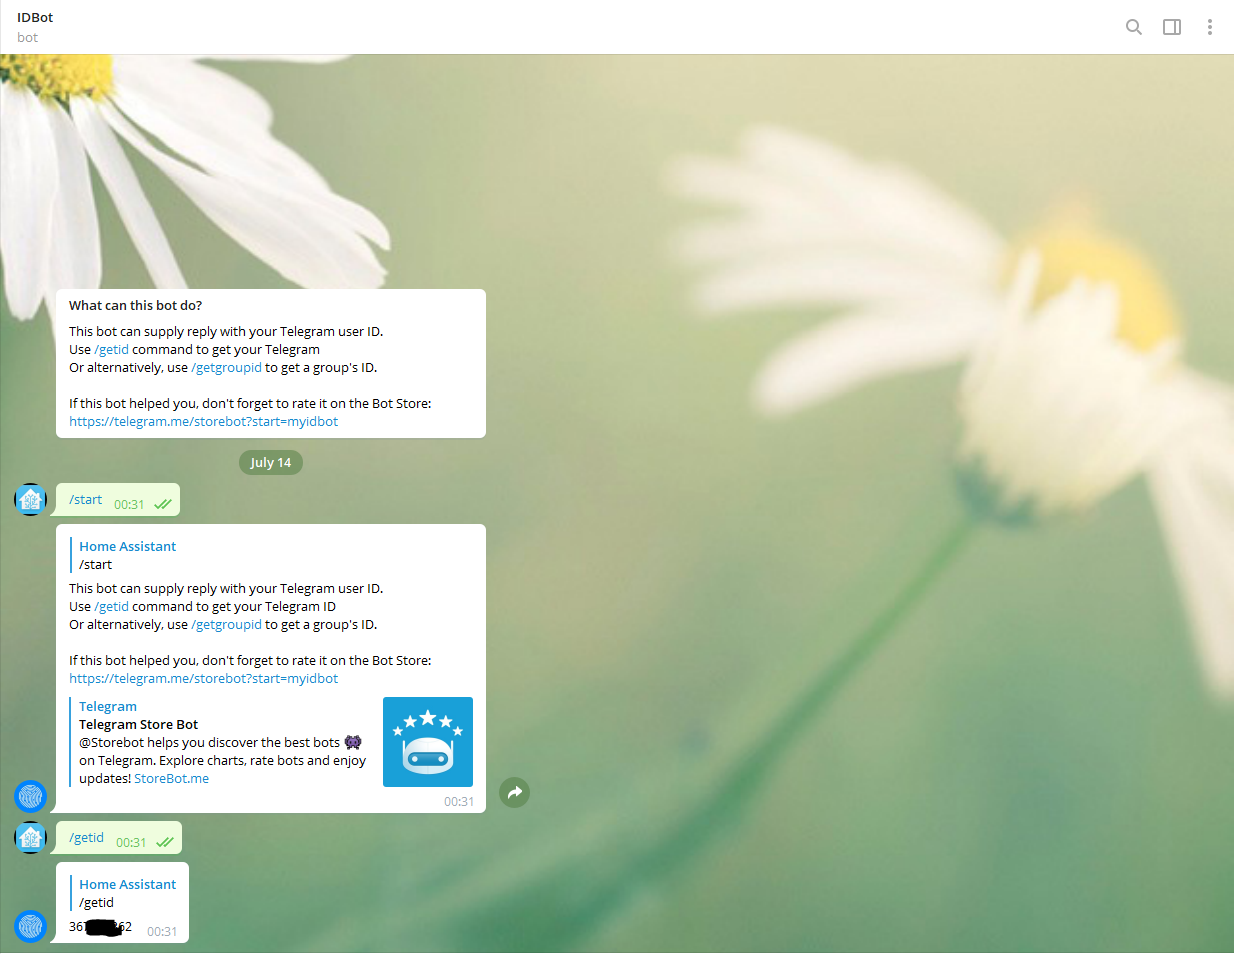 IDBot
bot
What can this bot do?
This bot can supply reply with your Telegram user ID.
Use /getid command to get your Telegram
Or alternatively, use /getgroupid to get a group's ID.
If this bot helped you, don't forget to rate it on the Bot Store:
https://telegram.me/storebot?start=myidbot
July 14
/start 00:31
Home Assistant
/start
This bot can supply reply with your Telegram user ID.
Use /getid command to get your Telegram ID
Or alternatively, use /getgroupid to get a group's ID.
If this bot helped you, don't forget to rate it on the Bot Store:
https://telegram.me/storebot?start=myidbot
Telegram
Telegram Store Bot
@Storebot helps you discover the best bots 👾
on Telegram. Explore charts, rate bots and enjoy
updates! StoreBot.me
00:31
/getid 00:31
Home Assistant
/getid
00:31